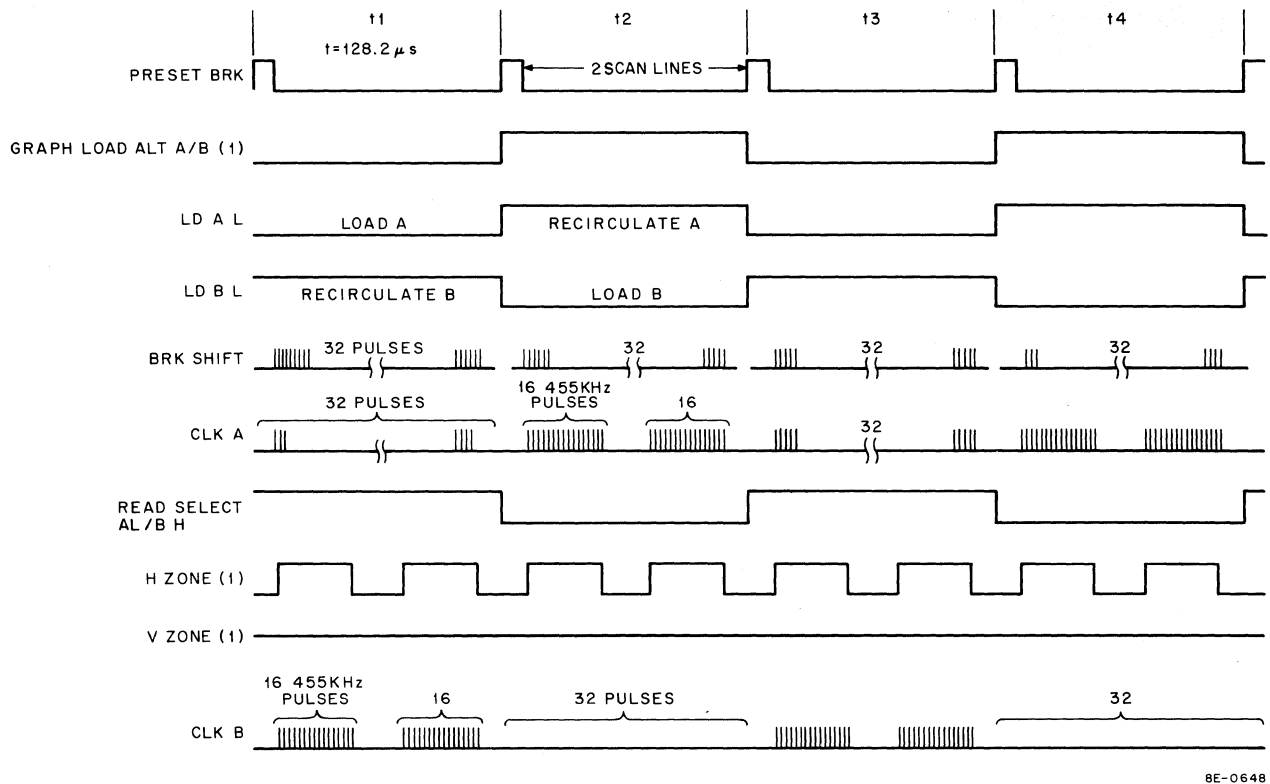 t1 t2 t3 t4
t=128.2 μs
PRESET BRK
2 SCAN LINES
GRAPH LOAD ALT A/B (1)
LD A L
LOAD A
RECIRCULATE A
LD B L
RECIRCULATE B
LOAD B
BRK SHIFT
32 PULSES
32
32
32
CLK A
32 PULSES
16 455KHz
PULSES
16
32
READ SELECT
AL/B H
H ZONE (1)
V ZONE (1)
CLK B
16 455KHz
PULSES
16
32 PULSES
32
8E-0648